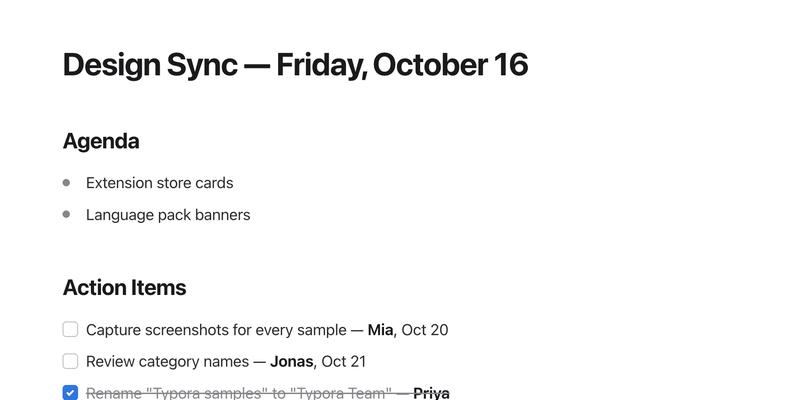 Design Sync — Friday, October 16
Agenda
Extension store cards
Language pack banners
Action Items
Capture screenshots for every sample — Mia, Oct 20
Review category names — Jonas, Oct 21
Rename "Typora samples" to "Typora Team" — Priya